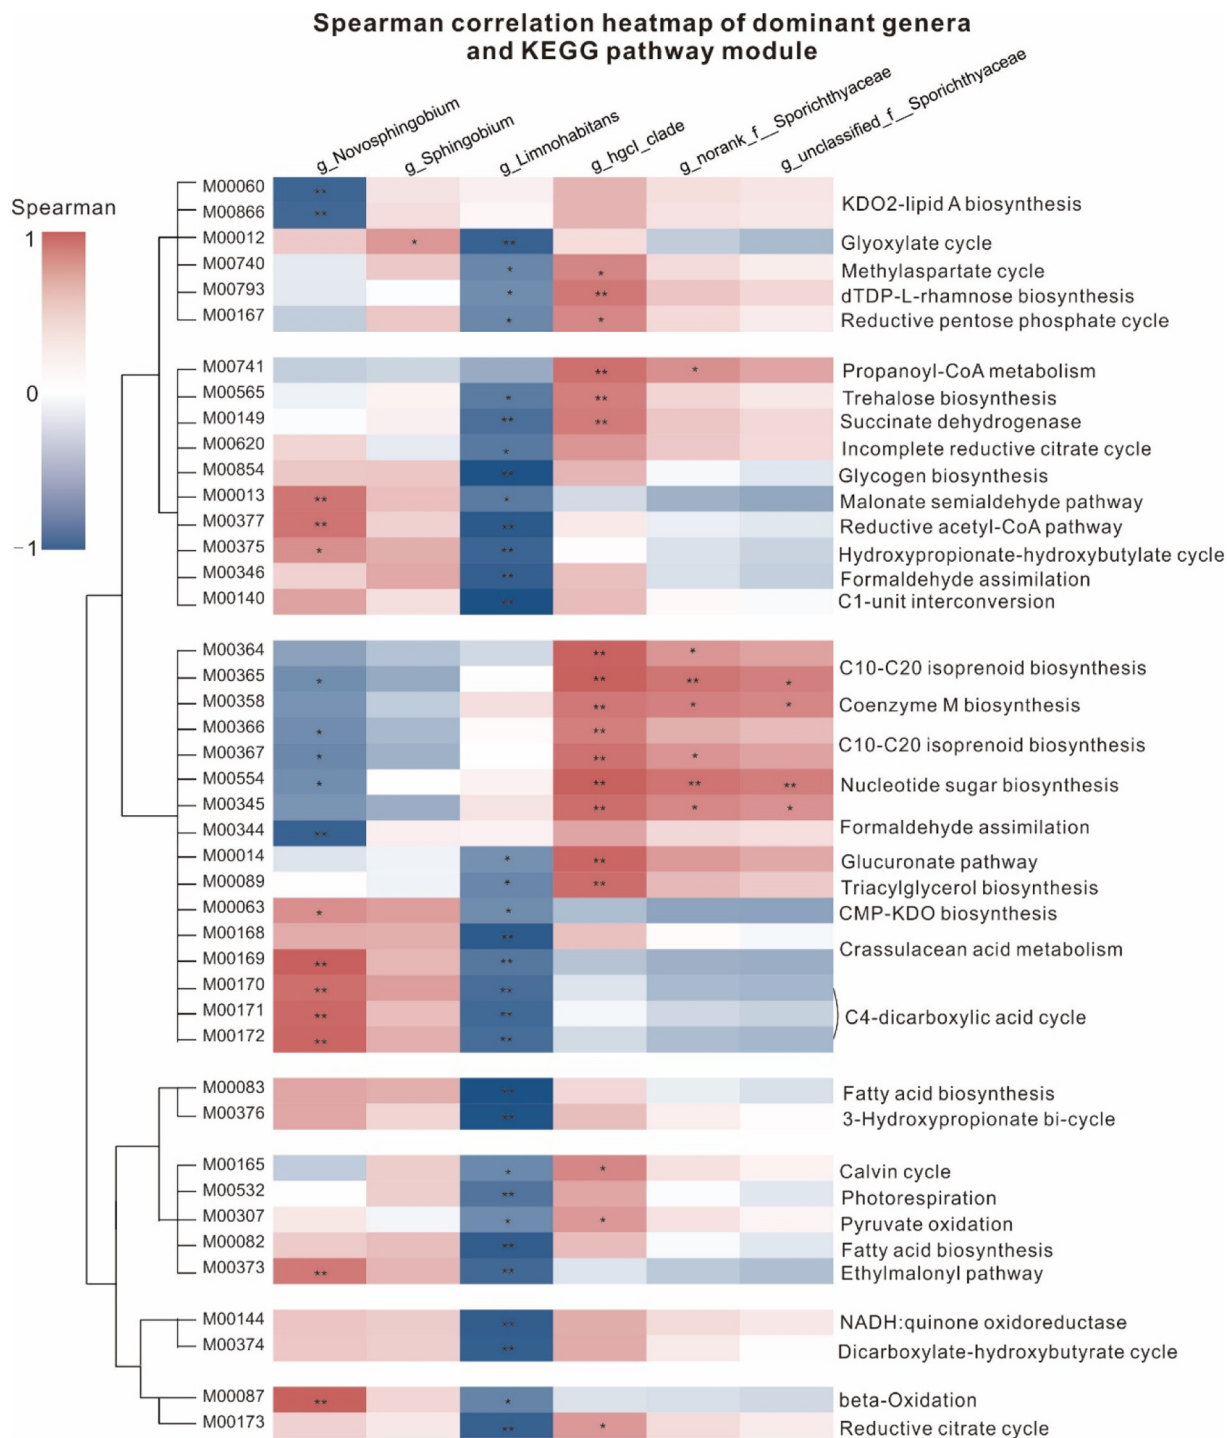 Spearman correlation heatmap of dominant genera
and KEGG pathway module
g_Novosphingobium
g_Sphingobium
g_Limnohabitans
g_hgcl_clade
g_norank_f__Sporichthyaceae
g_unclassified_f__Sporichthyaceae
Spearman
1
0
−1
M00060 **
KDO2-lipid A biosynthesis
M00866 **
M00012 * ** Glyoxylate cycle
M00740 * * Methylaspartate cycle
M00793 * ** dTDP-L-rhamnose biosynthesis
M00167 * * Reductive pentose phosphate cycle
M00741 ** * Propanoyl-CoA metabolism
M00565 * ** Trehalose biosynthesis
M00149 ** ** Succinate dehydrogenase
M00620 * Incomplete reductive citrate cycle
M00854 ** Glycogen biosynthesis
M00013 ** * Malonate semialdehyde pathway
M00377 ** ** Reductive acetyl-CoA pathway
M00375 * ** Hydroxypropionate-hydroxybutylate cycle
M00346 ** Formaldehyde assimilation
M00140 ** C1-unit interconversion
M00364 ** *
C10-C20 isoprenoid biosynthesis
M00365 * ** ** *
M00358 ** * * Coenzyme M biosynthesis
M00366 * **
C10-C20 isoprenoid biosynthesis
M00367 * ** *
M00554 * ** ** ** Nucleotide sugar biosynthesis
M00345 ** * *
M00344 ** Formaldehyde assimilation
M00014 * ** Glucuronate pathway
M00089 * ** Triacylglycerol biosynthesis
M00063 * * CMP-KDO biosynthesis
M00168 **
Crassulacean acid metabolism
M00169 ** **
M00170 ** **
M00171 ** ** C4-dicarboxylic acid cycle
M00172 ** **
M00083 ** Fatty acid biosynthesis
M00376 ** 3-Hydroxypropionate bi-cycle
M00165 * * Calvin cycle
M00532 ** Photorespiration
M00307 * * Pyruvate oxidation
M00082 ** Fatty acid biosynthesis
M00373 ** ** Ethylmalonyl pathway
M00144 ** NADH:quinone oxidoreductase
M00374 ** Dicarboxylate-hydroxybutyrate cycle
M00087 ** * beta-Oxidation
M00173 ** * Reductive citrate cycle